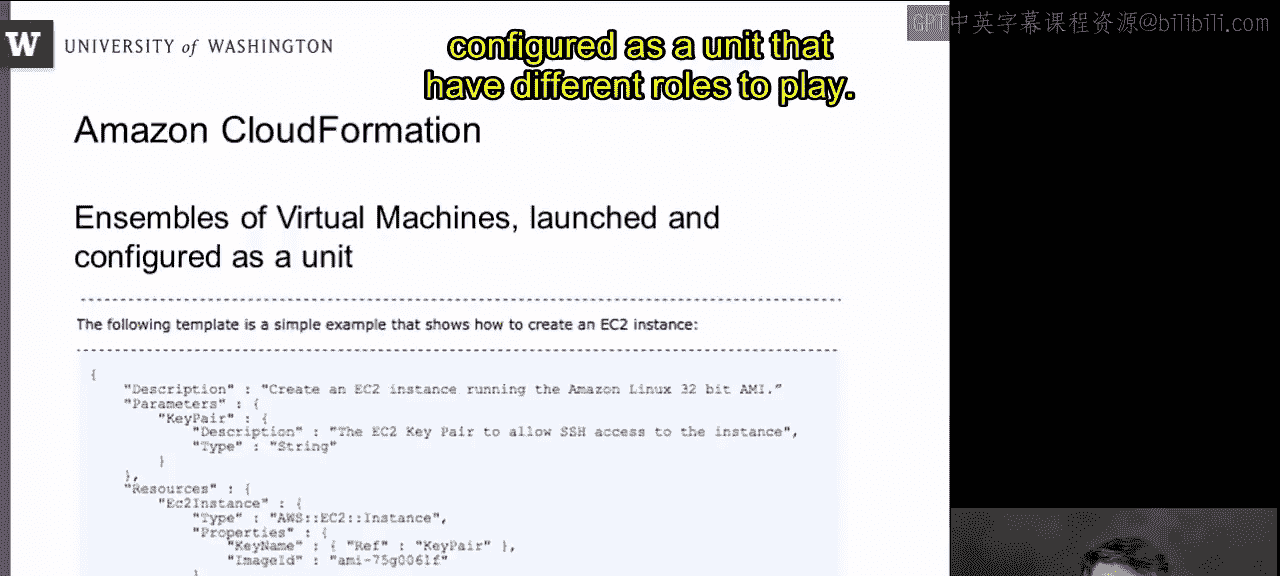 W UNIVERSITY of WASHINGTON
configured as a unit that
have different roles to play.
GPT中英字幕课程资源@bilibili.com
Amazon CloudFormation
Ensembles of Virtual Machines, launched and
configured as a unit
The following template is a simple example that shows how to create an EC2 instance:
{
"Description" : "Create an EC2 instance running the Amazon Linux 32 bit AMI.”
"Parameters" : {
"KeyPair" : {
"Description" : "The EC2 Key Pair to allow SSH access to the instance",
"Type" : "String"
}
},
"Resources" : {
"Ec2Instance" : {
"Type" : "AWS::EC2::Instance",
"Properties" : {
"KeyName" : { "Ref" : "KeyPair" },
"ImageId" : "ami-75g0061f"
}